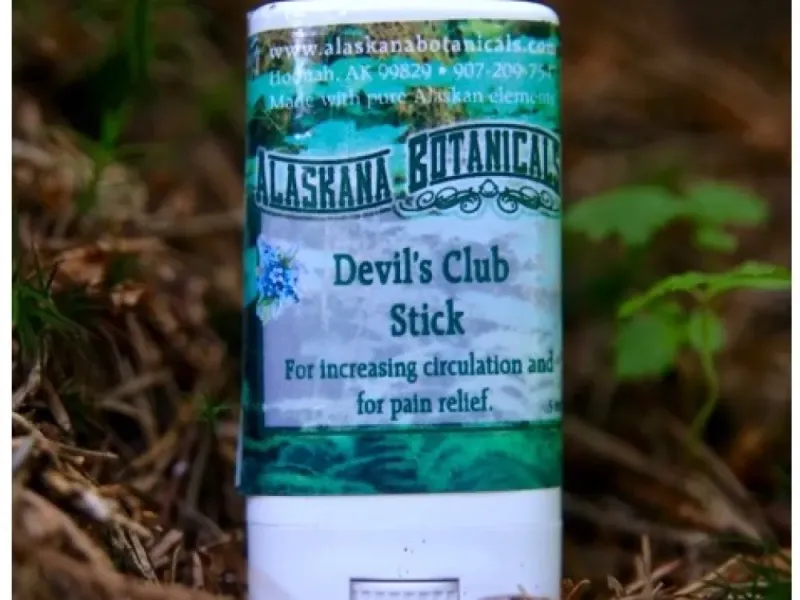 www.alaskanabotanicals.co
Hoonah, AK 99829 • 907-209-754
Made with pure Alaskan elements
ALASKANA BOTANICALS
Devil's Club
Stick
For increasing circulation and
for pain relief.